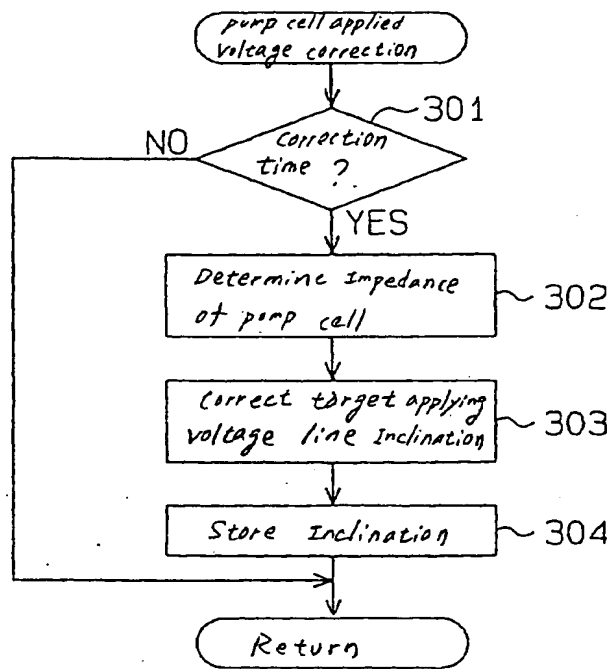 pump cell applied
voltage correction
301
NO
Correction
time ?
YES
Determine Impedance
of pump cell
302
Correct target applying
voltage line Inclination
303
Store Inclination
304
Return